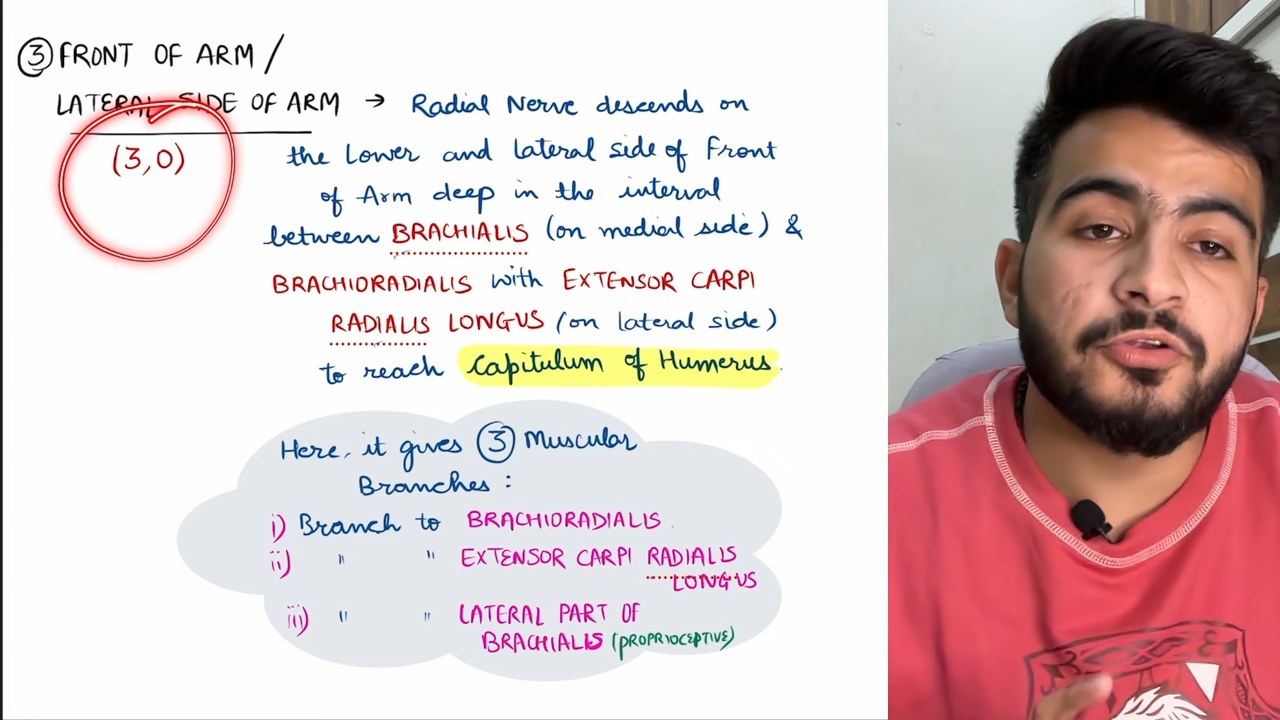 ③ FRONT OF ARM /
LATERAL SIDE OF ARM → Radial Nerve descends on
(3,0) the Lower and lateral side of Front
of Arm deep in the interval
between BRACHIALIS (on medial side) &
BRACHIORADIALIS with EXTENSOR CARPI
RADIALIS LONGUS (on lateral side)
to reach Capitulum of Humerus.
Here, it gives ③ Muscular
Branches :
i) Branch to BRACHIORADIALIS.
ii) " " EXTENSOR CARPI RADIALIS
LONGUS
iii) " " LATERAL PART OF
BRACHIALIS (PROPRIOCEPTIVE)